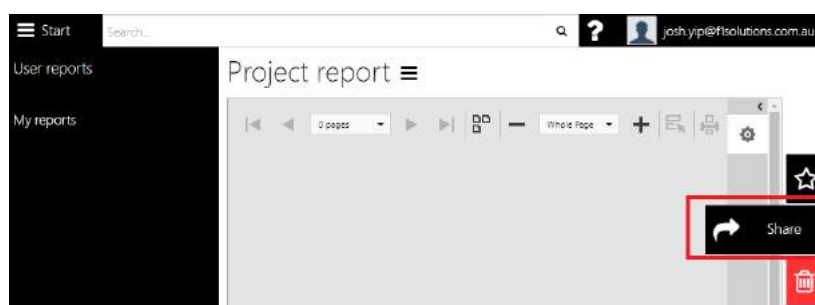 Start
Search...
?
josh.yip@f1solutions.com.au
User reports
My reports
Project report
0 pages
Whole Page
Share